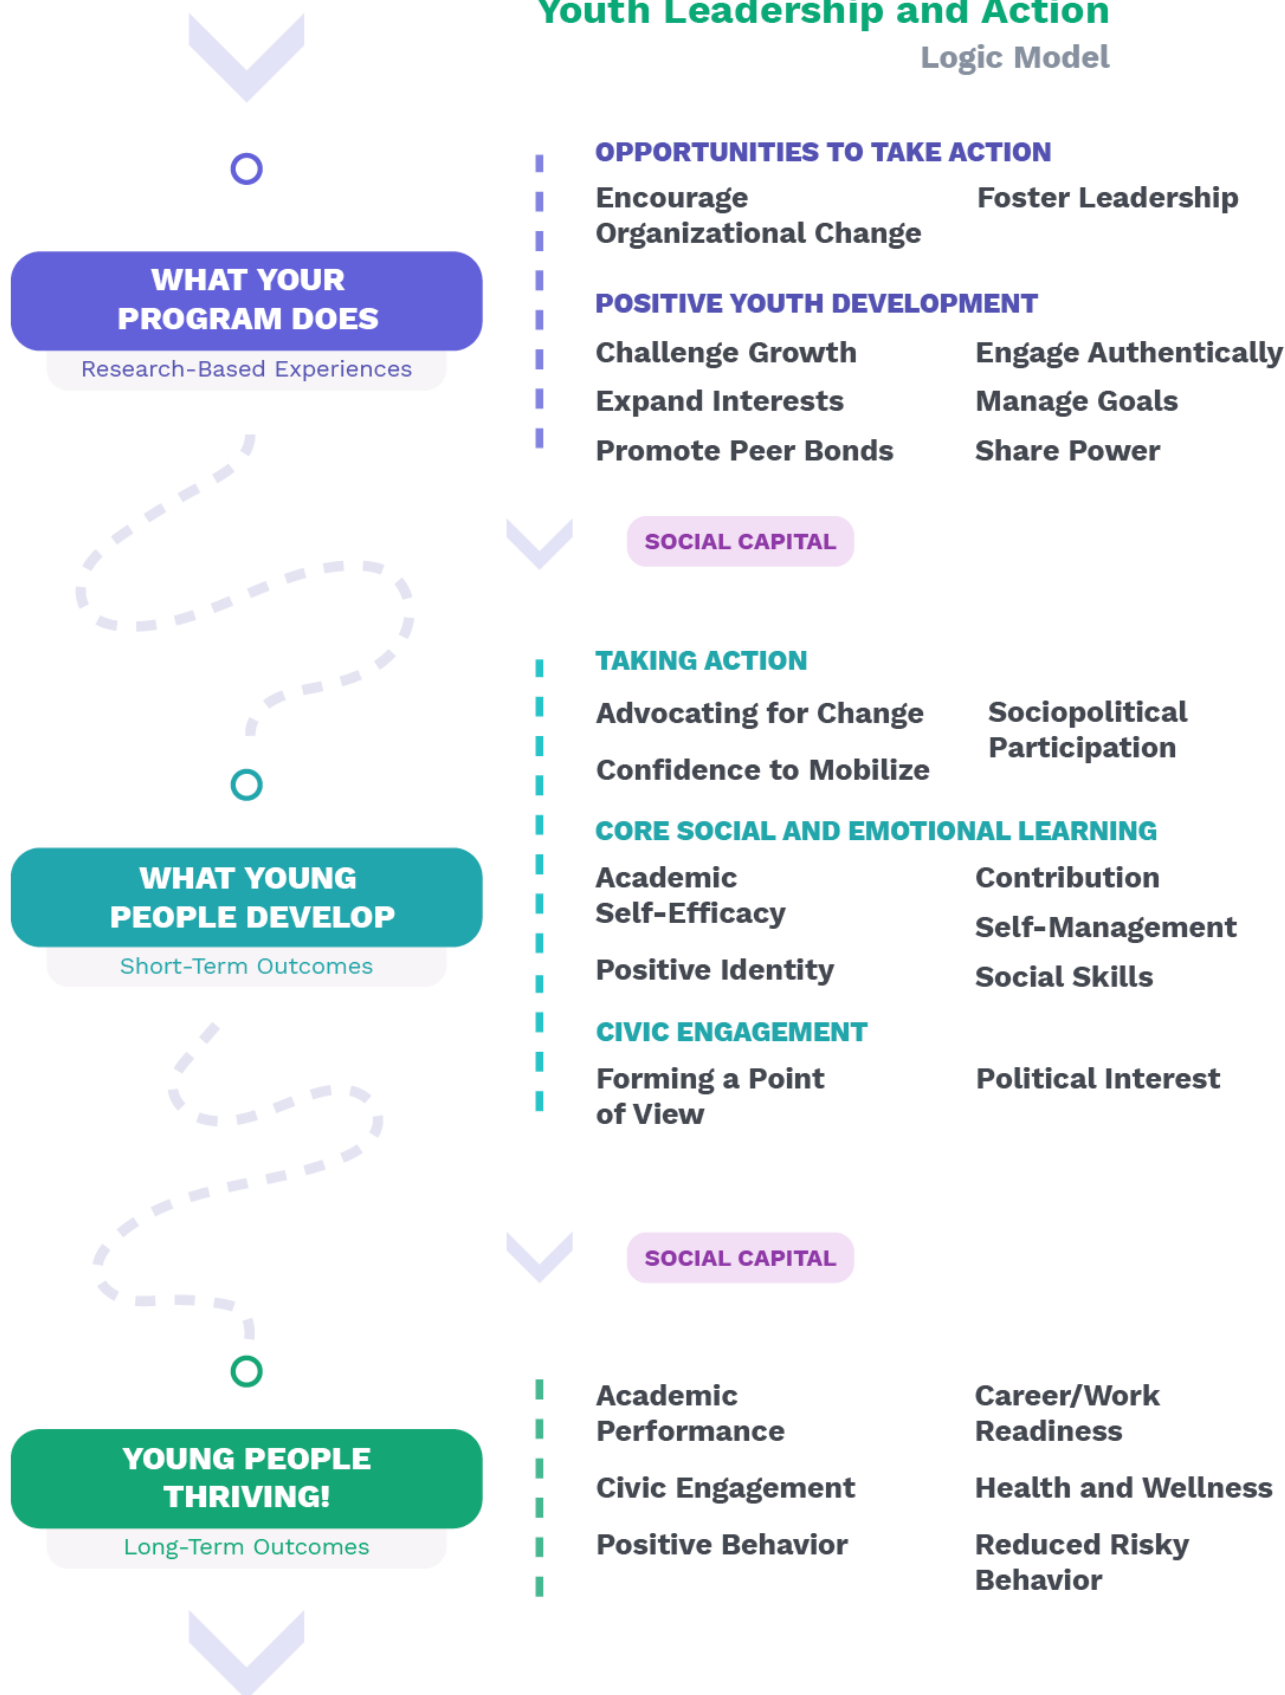 Youth Leadership and Action
Logic Model
WHAT YOUR
PROGRAM DOES
Research-Based Experiences
OPPORTUNITIES TO TAKE ACTION
Encourage
Organizational Change
Foster Leadership
POSITIVE YOUTH DEVELOPMENT
Challenge Growth
Engage Authentically
Expand Interests
Manage Goals
Promote Peer Bonds
Share Power
SOCIAL CAPITAL
WHAT YOUNG
PEOPLE DEVELOP
Short-Term Outcomes
TAKING ACTION
Advocating for Change
Sociopolitical
Participation
Confidence to Mobilize
CORE SOCIAL AND EMOTIONAL LEARNING
Academic
Self-Efficacy
Contribution
Self-Management
Positive Identity
Social Skills
CIVIC ENGAGEMENT
Forming a Point
of View
Political Interest
SOCIAL CAPITAL
YOUNG PEOPLE
THRIVING!
Long-Term Outcomes
Academic
Performance
Career/Work
Readiness
Civic Engagement
Health and Wellness
Positive Behavior
Reduced Risky
Behavior